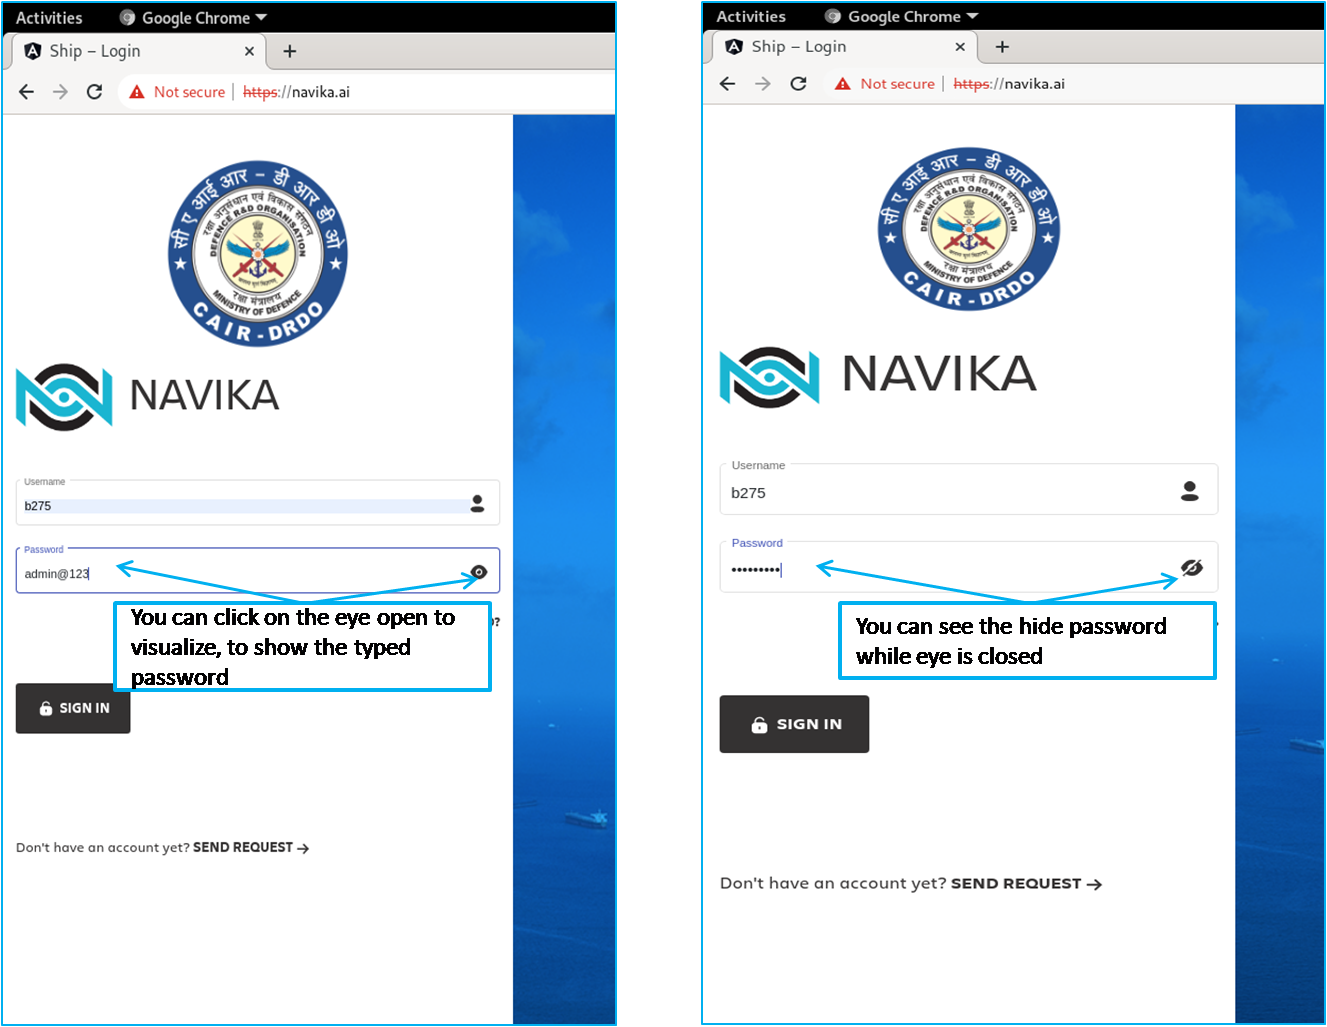 Activities
Google Chrome
Ship – Login
Not secure
https://navika.ai
सी ए आई आर – डी आर डी ओ
रक्षा अनुसंधान एवं विकास संगठन
DEFENCE R&D ORGANISATION
रक्षा मंत्रालय
MINISTRY OF DEFENCE
CAIR-DRDO
NAVIKA
Username
b275
Password
admin@123
You can click on the eye open to
visualize, to show the typed
password
?
SIGN IN
Don't have an account yet? SEND REQUEST →
Activities
Google Chrome
Ship – Login
Not secure
https://navika.ai
सी ए आई आर – डी आर डी ओ
रक्षा अनुसंधान एवं विकास संगठन
DEFENCE R&D ORGANISATION
रक्षा मंत्रालय
MINISTRY OF DEFENCE
CAIR-DRDO
NAVIKA
Username
b275
Password
•••••••••
You can see the hide password
while eye is closed
SIGN IN
Don't have an account yet? SEND REQUEST →